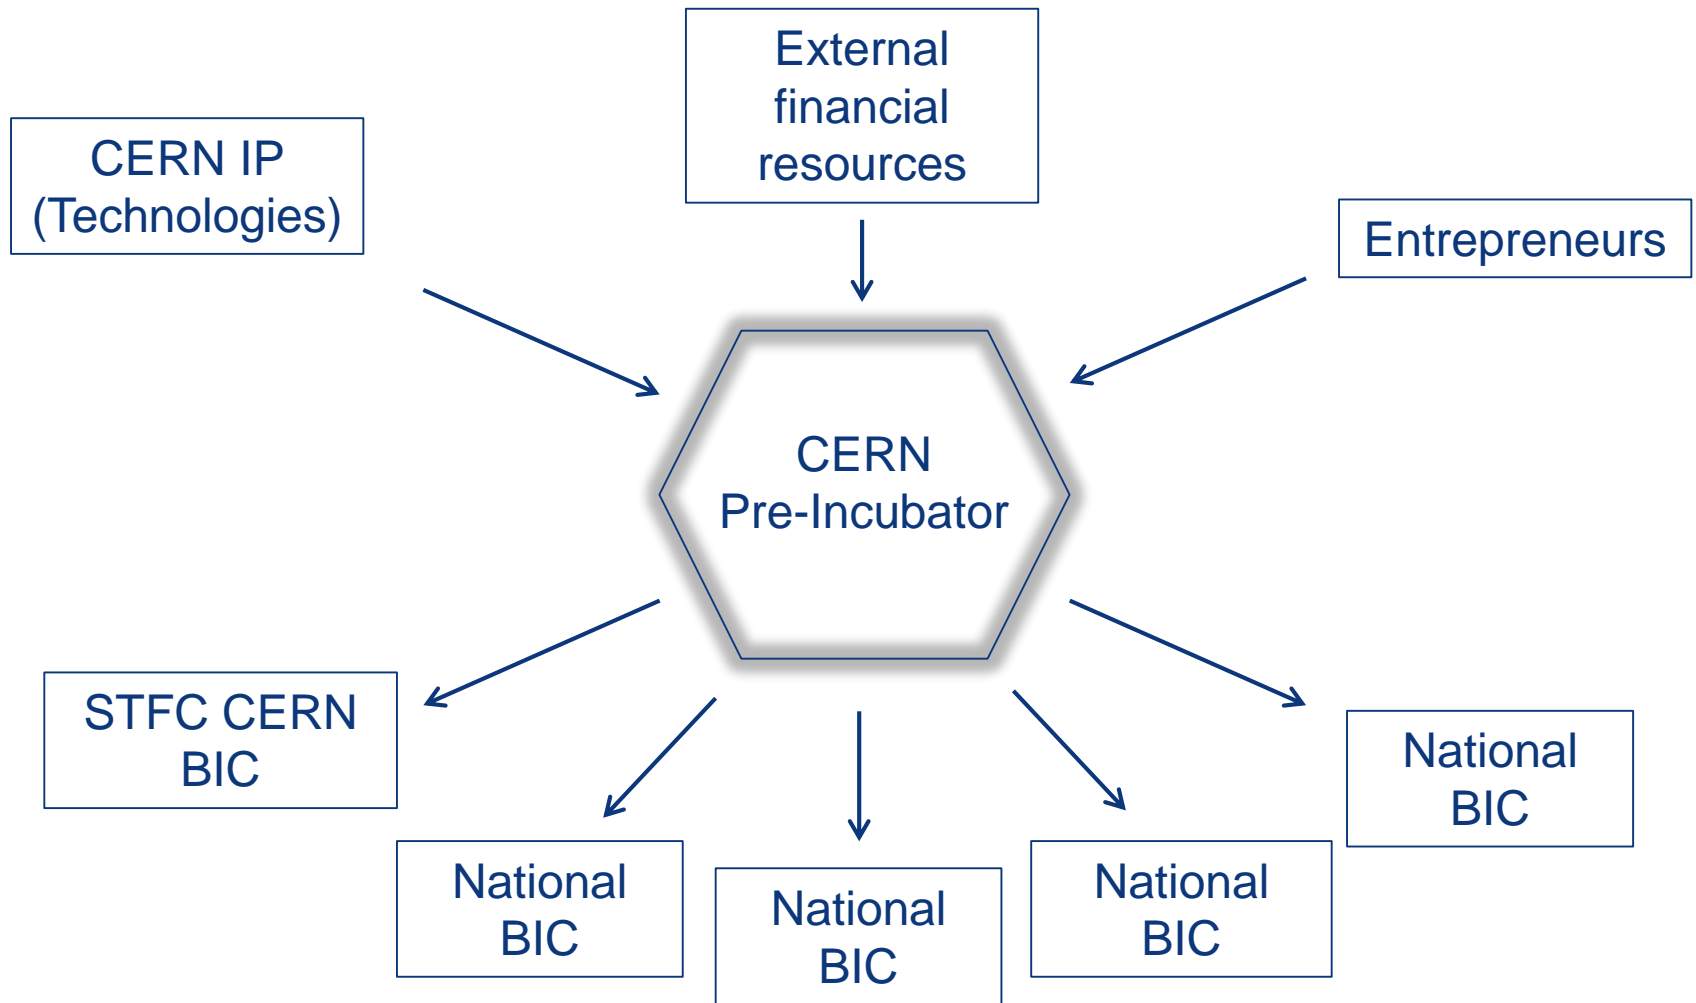 External
financial
resources
CERN IP
(Technologies)
Entrepreneurs
CERN
Pre-Incubator
STFC CERN
BIC
National
BIC
National
BIC
National
BIC
National
BIC